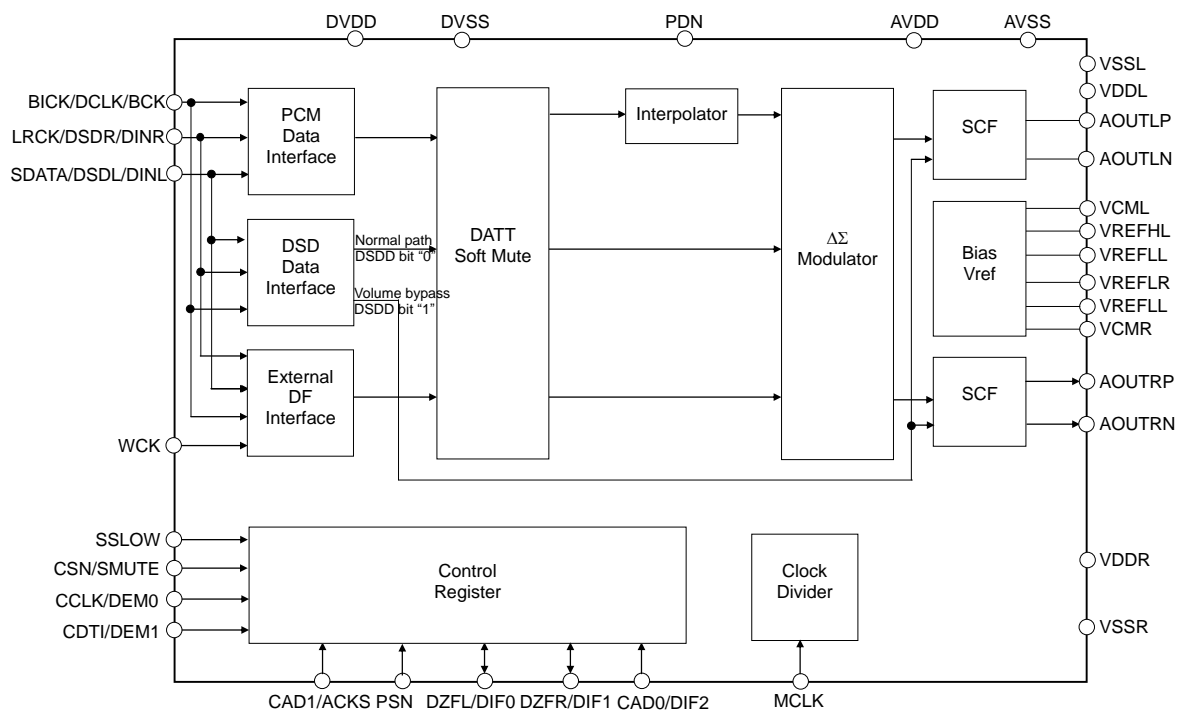 DVDD
DVSS
PDN
AVDD
AVSS
VSSL
VDDL
BICK/DCLK/BCK
LRCK/DSDR/DINR
SDATA/DSDL/DINL
PCM
Data
Interface
Interpolator
SCF
AOUTLP
AOUTLN
DSD
Data
Interface
Normal path
DSDD bit “0”
Volume bypass
DSDD bit “1”
DATT
Soft Mute
ΔΣ
Modulator
Bias
Vref
VCML
VREFHL
VREFLL
VREFLR
VREFLL
VCMR
External
DF
Interface
SCF
AOUTRP
AOUTRN
WCK
SSLOW
CSN/SMUTE
CCLK/DEM0
CDTI/DEM1
Control
Register
Clock
Divider
VDDR
VSSR
CAD1/ACKS
PSN
DZFL/DIF0
DZFR/DIF1
CAD0/DIF2
MCLK